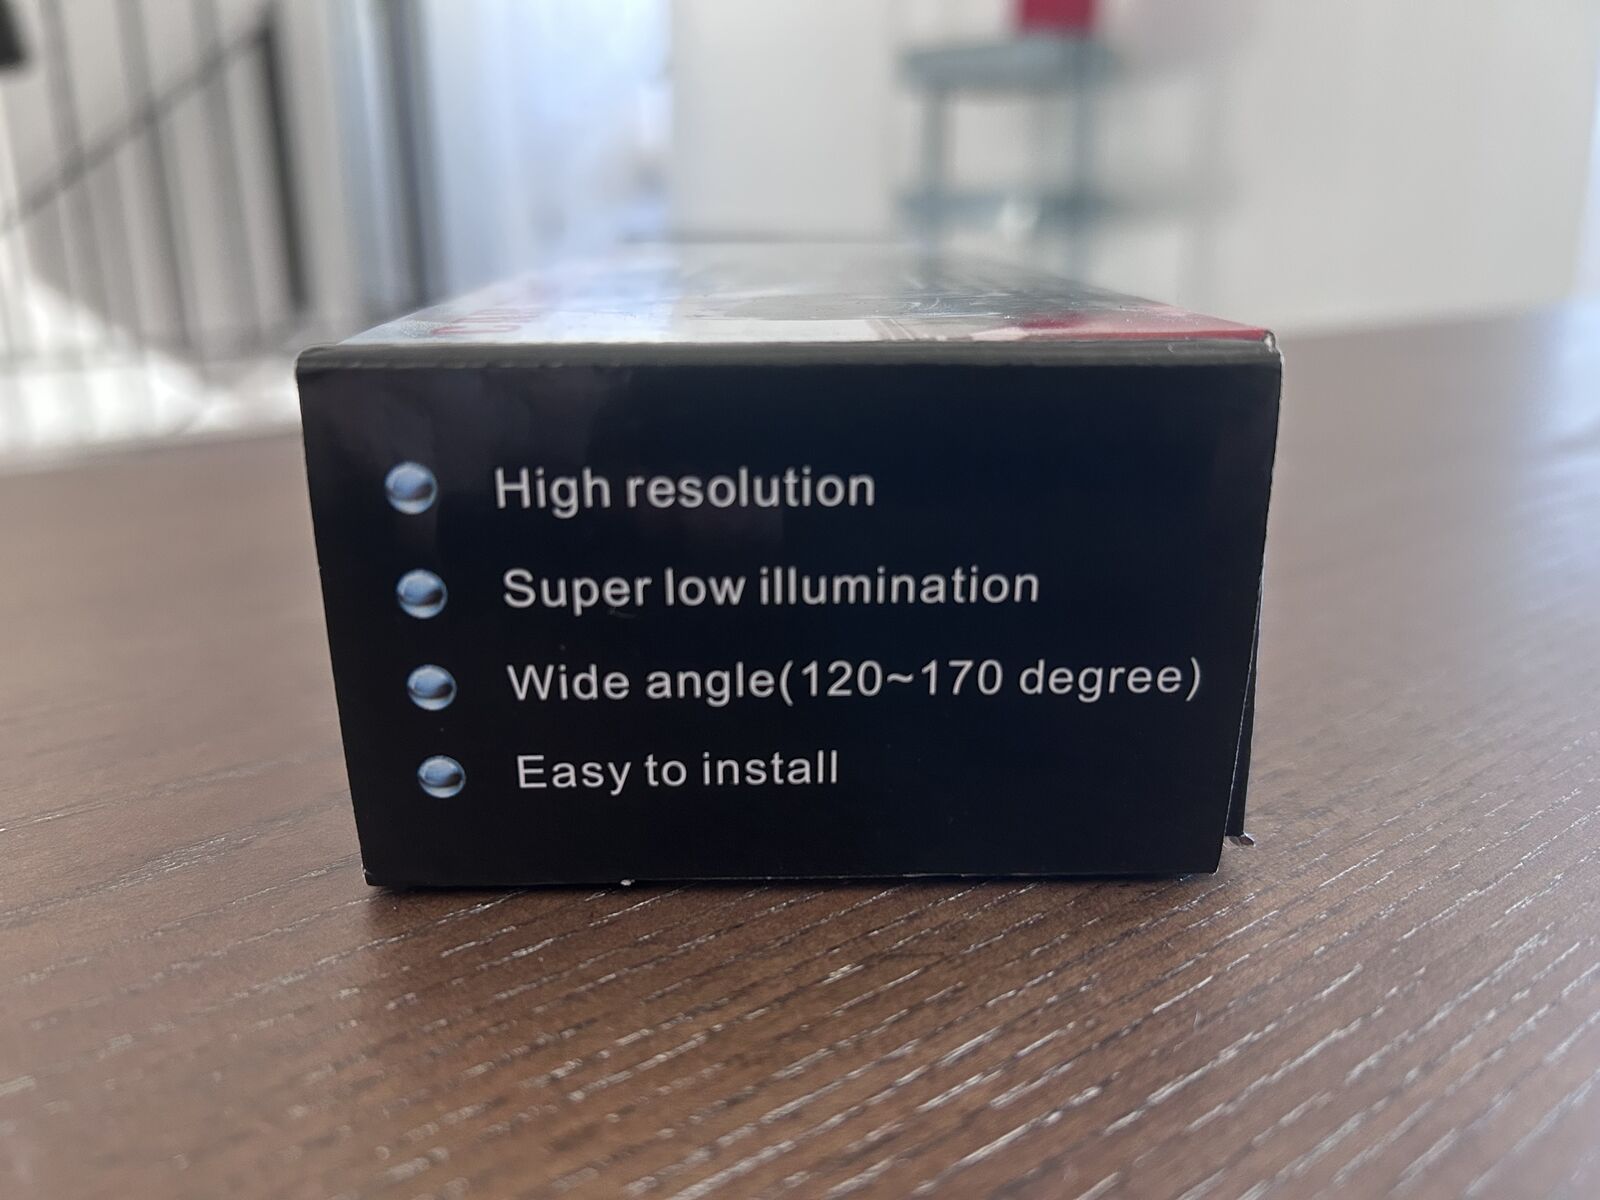 High resolution
Super low illumination
Wide angle(120~170 degree)
Easy to install